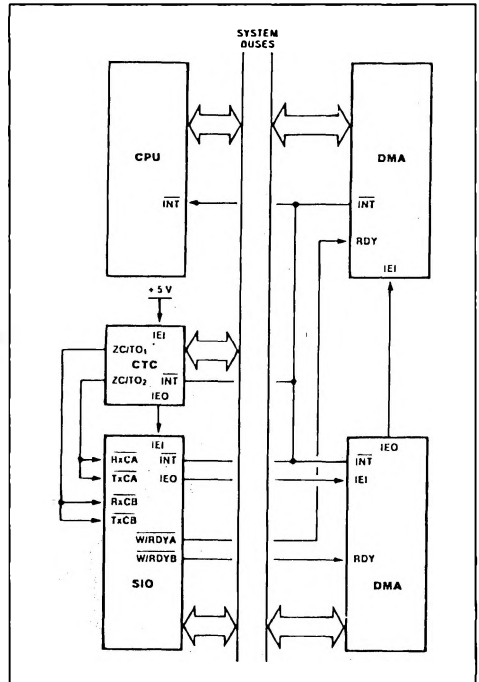 SYSTEM
BUSES
CPU
INT
DMA
INT
RDY
IEI
+ 5 V
IEI
ZC/TO1
CTC
ZC/TO2
INT
IEO
IEI
RxCA
INT
TxCA
IEO
RxCB
TxCB
W/RDYA
W/RDYB
SIO
IEO
INT
IEI
RDY
DMA